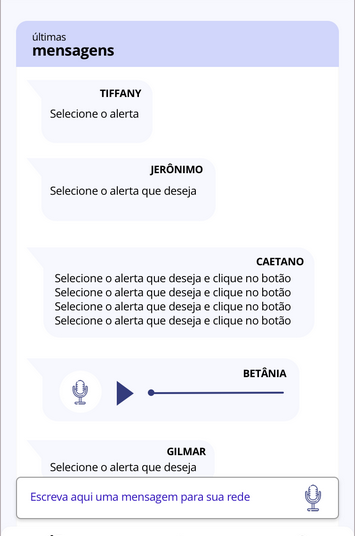 últimas
mensagens
TIFFANY
Selecione o alerta
JERÔNIMO
Selecione o alerta que deseja
CAETANO
Selecione o alerta que deseja e clique no botão
Selecione o alerta que deseja e clique no botão
Selecione o alerta que deseja e clique no botão
Selecione o alerta que deseja e clique no botão
BETÂNIA
GILMAR
Selecione o alerta que deseja
Escreva aqui uma mensagem para sua rede